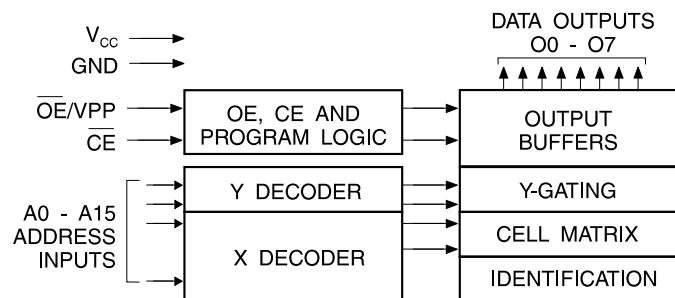 DATA OUTPUTS
O0 - O7
VCC
GND
OE/VPP
CE
OE, CE AND
PROGRAM LOGIC
OUTPUT
BUFFERS
A0 - A15
ADDRESS
INPUTS
Y DECODER
Y-GATING
X DECODER
CELL MATRIX
IDENTIFICATION